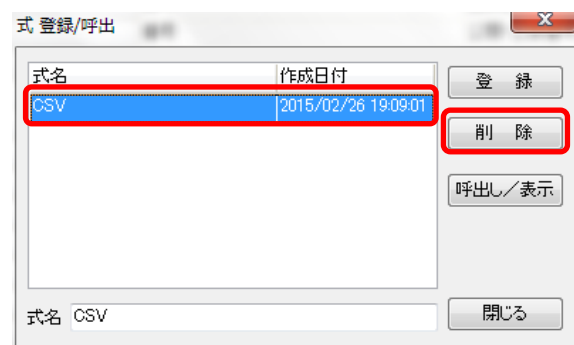 式 登録/呼出
式名 作成日付
CSV 2015/02/26 19:09:01
登 録
削 除
呼出し／表示
式名 CSV
閉じる